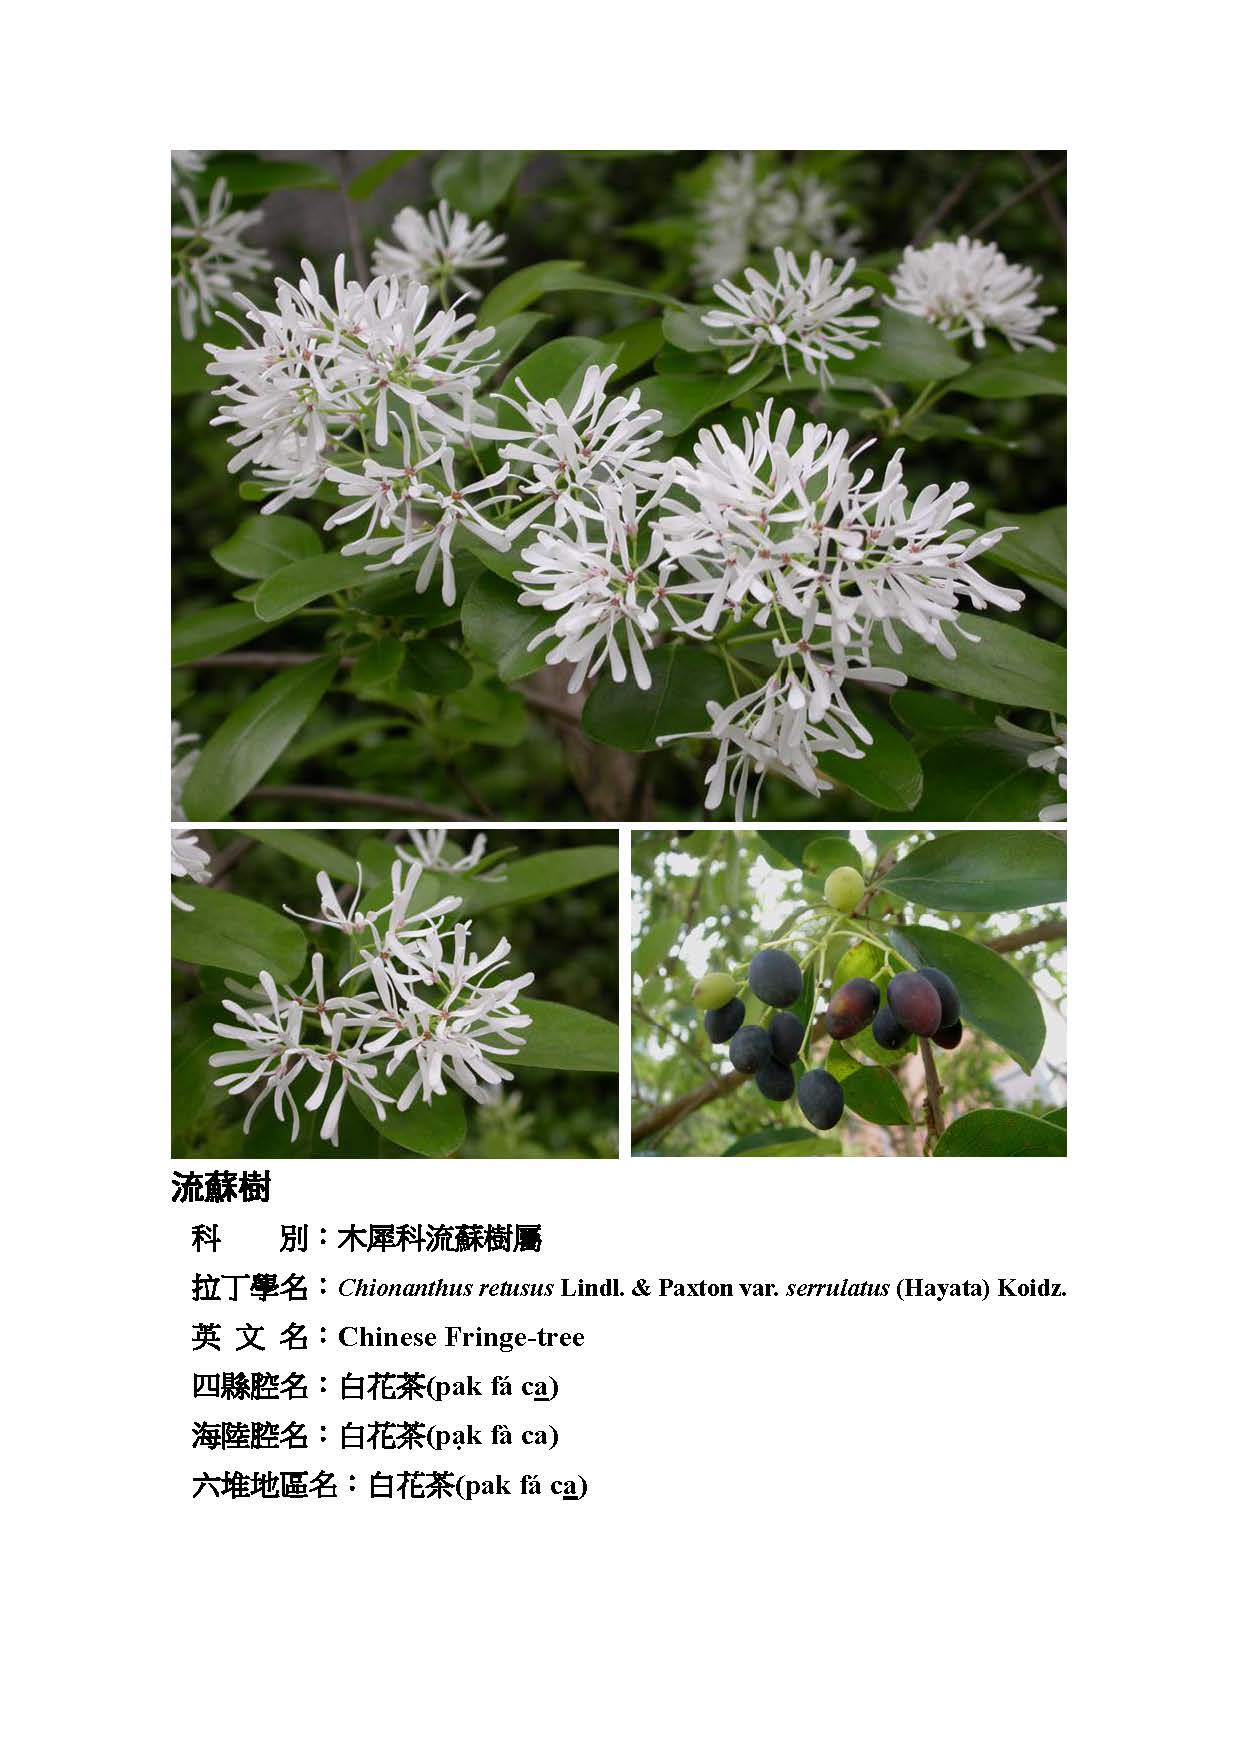 流蘇樹
科　　別：木犀科流蘇樹屬
拉丁學名：Chionanthus retusus Lindl. & Paxton var. serrulatus (Hayata) Koidz.
英 文 名：Chinese Fringe-tree
四縣腔名：白花茶(pak fá ca̲)
海陸腔名：白花茶(pạk fà ca)
六堆地區名：白花茶(pak fá ca̲)